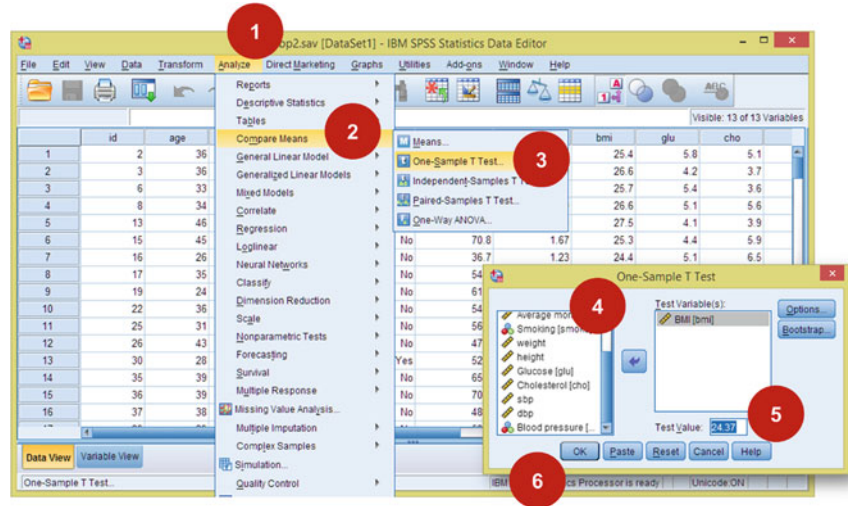 1
op2.sav [DataSet1] - IBM SPSS Statistics Data Editor
File Edit View Data Transform Analyze Direct Marketing Graphs Utilities Add-ons Window Help
Visible: 13 of 13 Variables
id age bmi glu cho
1 2 36 25.4 5.8 5.1
2 3 36 26.6 4.2 3.7
3 6 33 25.7 5.4 3.6
4 8 34 26.6 5.1 5.6
5 13 46 27.5 4.1 3.9
6 15 45 No 70.8 1.67 25.3 4.4 5.9
7 16 26 No 36.7 1.23 24.4 5.1 6.5
8 17 35 No 54
9 19 24 No 61
10 22 36 No 54
11 25 31 No 56
12 26 43 No 47
13 30 28 Yes 52
14 35 39 No 65
15 36 39 No 70
16 37 38 No 48
Reports
Descriptive Statistics
Tables
Compare Means
2
General Linear Model
Generalized Linear Models
Mixed Models
Correlate
Regression
Loglinear
Neural Networks
Classify
Dimension Reduction
Scale
Nonparametric Tests
Forecasting
Survival
Multiple Response
Missing Value Analysis...
Multiple Imputation
Complex Samples
Simulation...
Quality Control
Means...
One-Sample T Test...
3
Independent-Samples T
Paired-Samples T Test...
One-Way ANOVA...
One-Sample T Test
4
Average mon
Smoking [smok
weight
height
Glucose [glu]
Cholesterol [cho]
sbp
dbp
Blood pressure [...
Test Variable(s):
BMI [bmi]
Options...
Bootstrap...
Test Value: 24.37
5
OK Paste Reset Cancel Help
6
Data View Variable View
One-Sample T Test...
IBM
cs Processor is ready
Unicode:ON